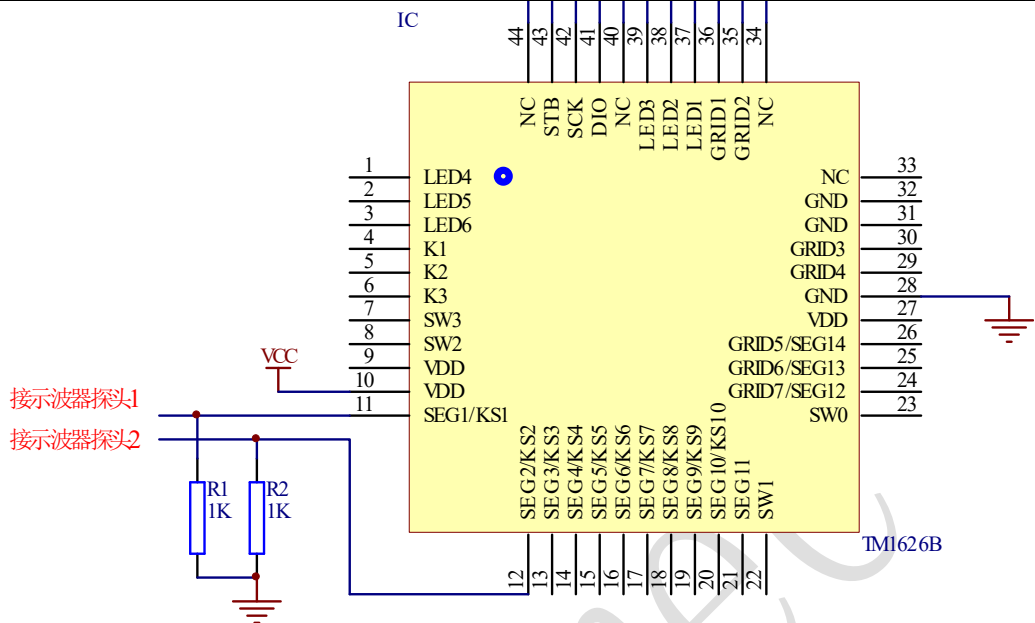 IC
44
43
42
41
40
39
38
37
36
35
34
NC
STB
SCK
DIO
NC
LED3
LED2
LED1
GRID1
GRID2
NC
1 LED4
2 LED5
3 LED6
4 K1
5 K2
6 K3
7 SW3
8 SW2
9 VDD
10 VDD
11 SEG1/KS1
NC 33
GND 32
GND 31
GRID3 30
GRID4 29
GND 28
VDD 27
GRID5/SEG14 26
GRID6/SEG13 25
GRID7/SEG12 24
SW0 23
VCC
接示波器探头1
接示波器探头2
R1
1K
R2
1K
SEG2/KS2
SEG3/KS3
SEG4/KS4
SEG5/KS5
SEG6/KS6
SEG7/KS7
SEG8/KS8
SEG9/KS9
SEG10/KS10
SEG11
SW1
12
13
14
15
16
17
18
19
20
21
22
TM1626B